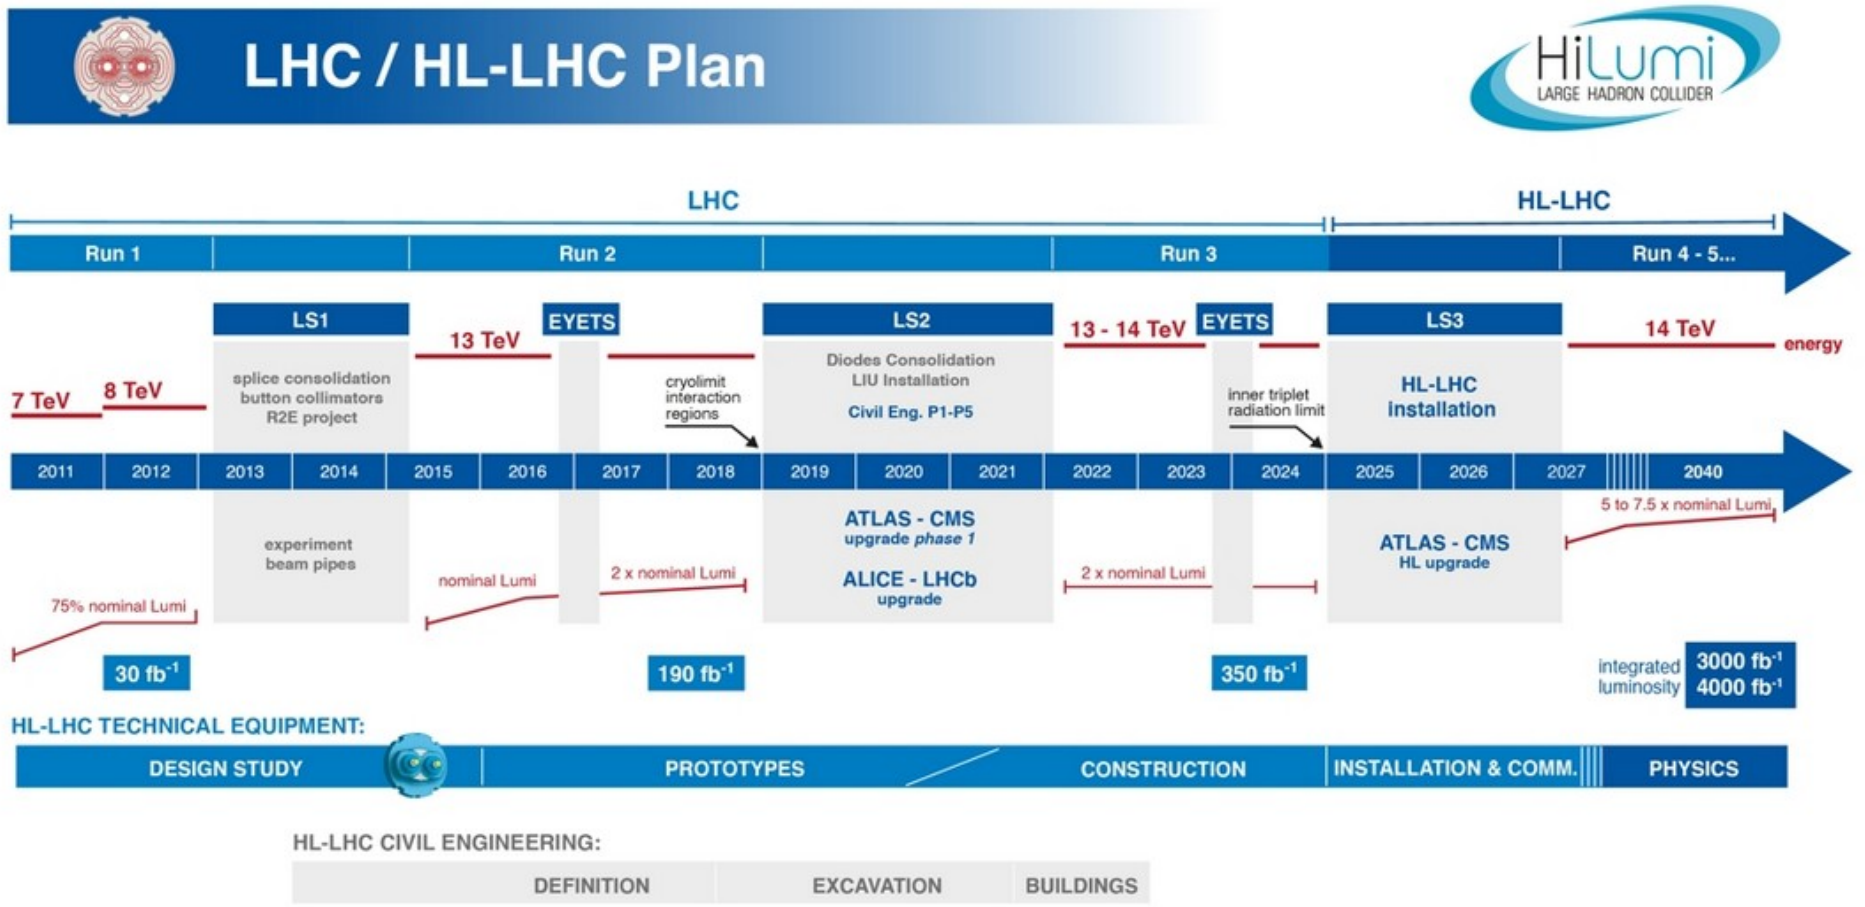 LHC / HL-LHC Plan
HiLumi
LARGE HADRON COLLIDER
LHC
HL-LHC
Run 1
Run 2
Run 3
Run 4 - 5...
LS1
EYETS
LS2
EYETS
LS3
13 TeV
13 - 14 TeV
14 TeV
energy
7 TeV
8 TeV
splice consolidation
button collimators
R2E project
cryolimit
interaction
regions
Diodes Consolidation
LIU Installation
Civil Eng. P1-P5
inner triplet
radiation limit
HL-LHC
installation
2011
2012
2013
2014
2015
2016
2017
2018
2019
2020
2021
2022
2023
2024
2025
2026
2027
2040
5 to 7.5 x nominal Lumi
experiment
beam pipes
ATLAS - CMS
upgrade phase 1
ALICE - LHCb
upgrade
ATLAS - CMS
HL upgrade
75% nominal Lumi
nominal Lumi
2 x nominal Lumi
2 x nominal Lumi
30 fb⁻¹
190 fb⁻¹
350 fb⁻¹
integrated
luminosity
3000 fb⁻¹
4000 fb⁻¹
HL-LHC TECHNICAL EQUIPMENT:
DESIGN STUDY
PROTOTYPES
CONSTRUCTION
INSTALLATION & COMM.
PHYSICS
HL-LHC CIVIL ENGINEERING:
DEFINITION
EXCAVATION
BUILDINGS